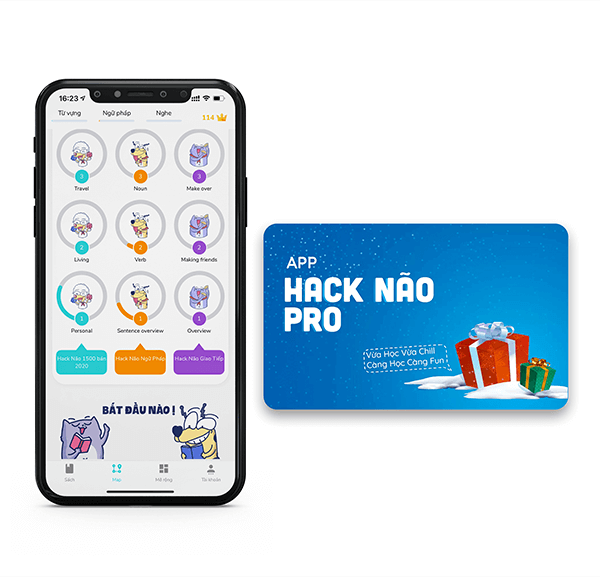 16:23
Từ vựng
Ngữ pháp
Nghe
114
3
3
3
Travel
Noun
Make over
2
2
2
Living
Verb
Making friends
1
1
1
Personal
Sentence overview
Overview
Hack Não 1500 bản
2020
Hack Não Ngữ Pháp
Hack Não Giao Tiếp
BẮT ĐẦU NÀO !
Sách
Map
Mở rộng
Tài khoản
APP
HACK NÃO
PRO
Vừa Học Vừa Chill
Càng Học Càng Fun